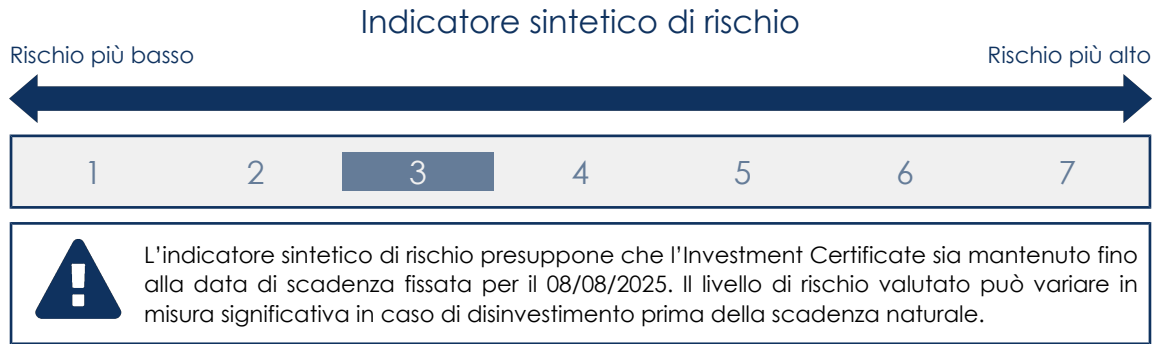 Indicatore sintetico di rischio
Rischio più basso
Rischio più alto
1 2 3 4 5 6 7
L'indicatore sintetico di rischio presuppone che l'Investment Certificate sia mantenuto fino
alla data di scadenza fissata per il 08/08/2025. Il livello di rischio valutato può variare in
misura significativa in caso di disinvestimento prima della scadenza naturale.